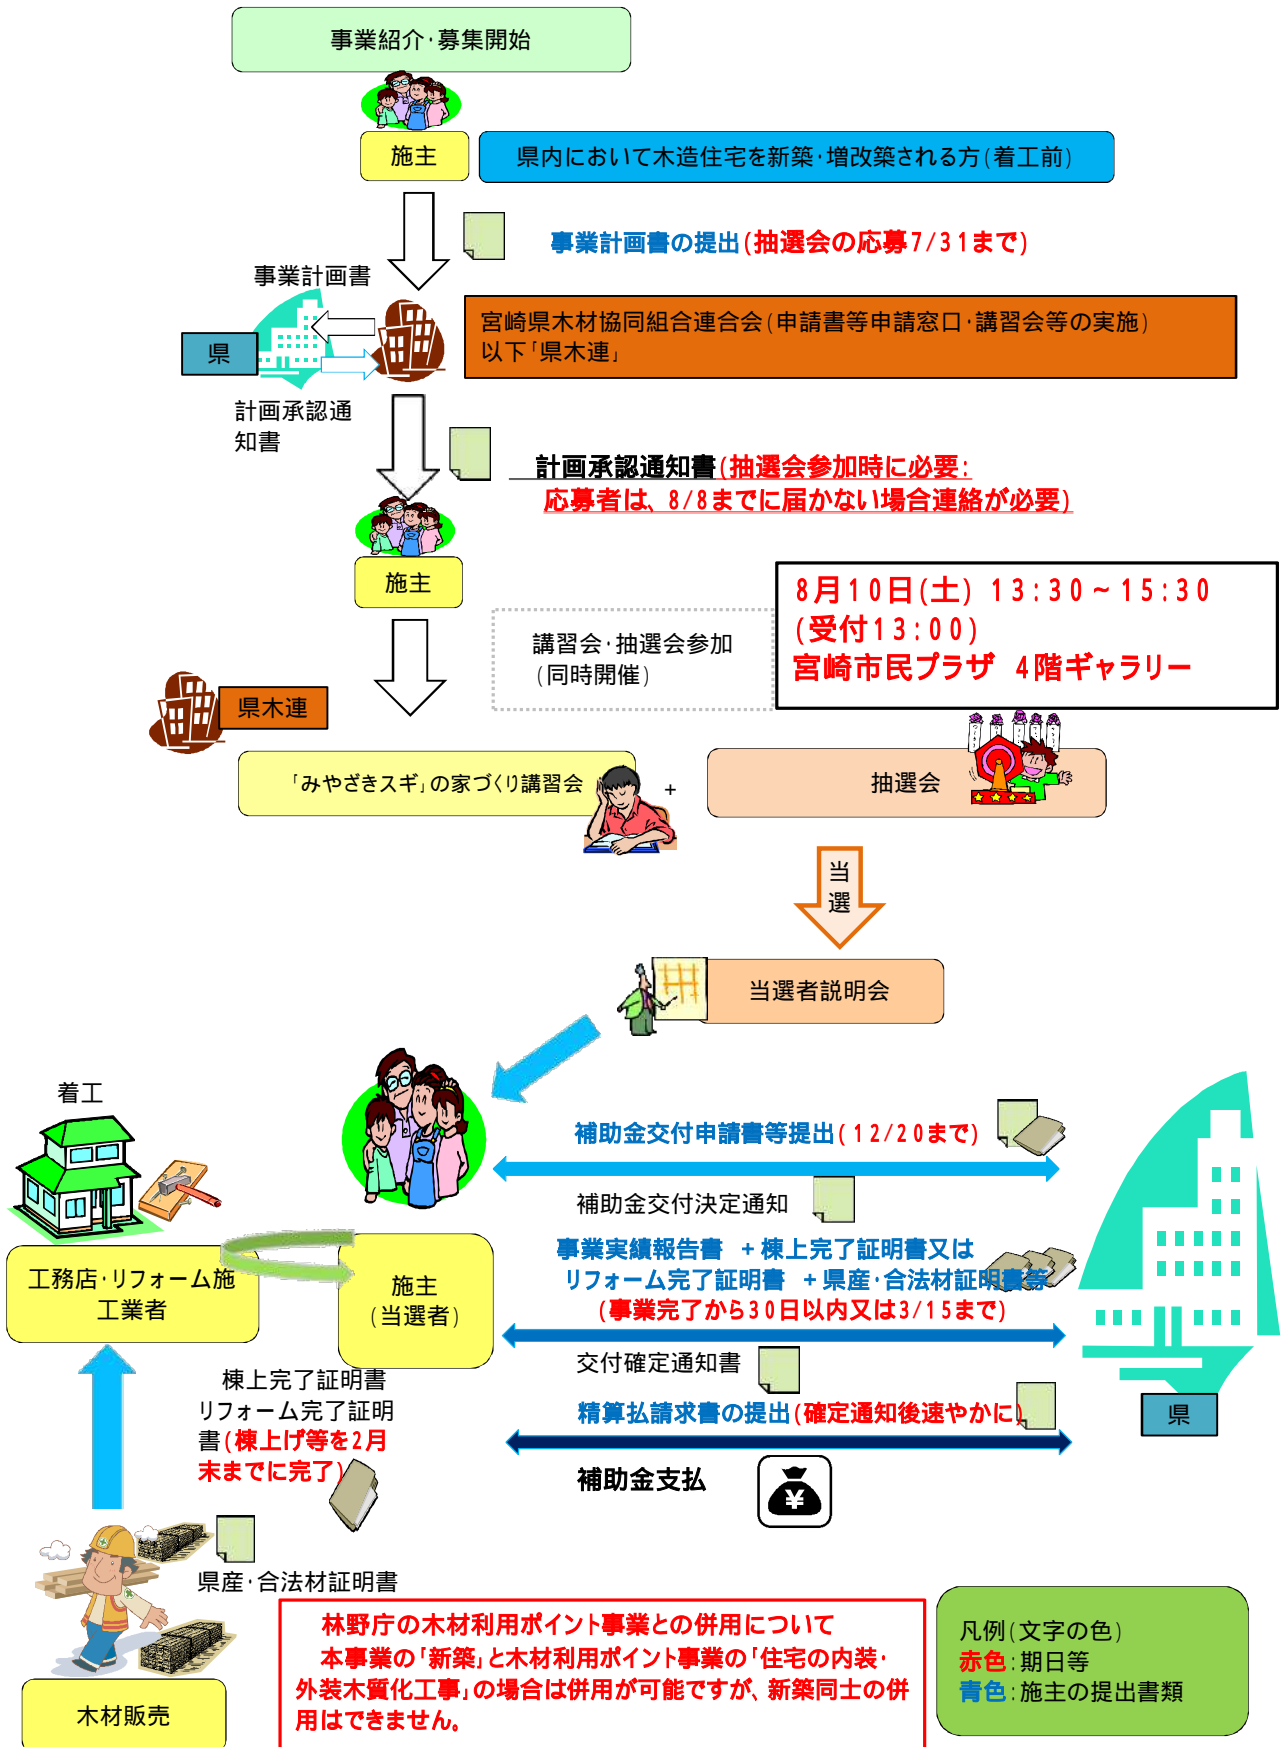 事業紹介・募集開始
施主
県内において木造住宅を新築・増改築される方(着工前)
事業計画書の提出(抽選会の応募7/31まで)
事業計画書
県
宮崎県木材協同組合連合会(申請書等申請窓口・講習会等の実施)
以下「県木連」
計画承認通
知書
計画承認通知書(抽選会参加時に必要:
応募者は、8/8までに届かない場合連絡が必要)
施主
講習会・抽選会参加
(同時開催)
8月10日(土) 13:30~15:30
(受付13:00)
宮崎市民プラザ 4階ギャラリー
県木連
「みやざきスギ」の家づくり講習会
+
抽選会
当
選
当選者説明会
着工
補助金交付申請書等提出(12/20まで)
補助金交付決定通知
事業実績報告書 +棟上完了証明書又は
リフォーム完了証明書 +県産・合法材証明書等
(事業完了から30日以内又は3/15まで)
工務店・リフォーム施
工業者
施主
(当選者)
交付確定通知書
棟上完了証明書
リフォーム完了証明
書(棟上げ等を2月
末までに完了)
精算払請求書の提出(確定通知後速やかに)
県
補助金支払
¥
県産・合法材証明書
木材販売
林野庁の木材利用ポイント事業との併用について
本事業の「新築」と木材利用ポイント事業の「住宅の内装・
外装木質化工事」の場合は併用が可能ですが、新築同士の併
用はできません。
凡例(文字の色)
赤色:期日等
青色:施主の提出書類